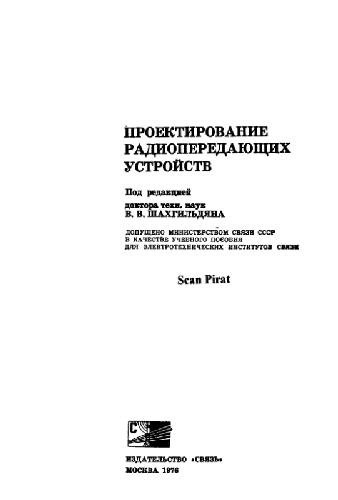 ПРОЕКТИРОВАНИЕ
РАДИОПЕРЕДАЮЩИХ
УСТРОЙСТВ
Под редакцией
доктора техн. наук
В. В. ШАХГИЛЬДЯНА
ДОПУЩЕНО МИНИСТЕРСТВОМ СВЯЗИ СССР
В КАЧЕСТВЕ УЧЕБНОГО ПОСОБИЯ
ДЛЯ ЭЛЕКТРОТЕХНИЧЕСКИХ ИНСТИТУТОВ СВЯЗИ
Scan Pirat
С
ИЗДАТЕЛЬСТВО «СВЯЗЬ»
МОСКВА 1976